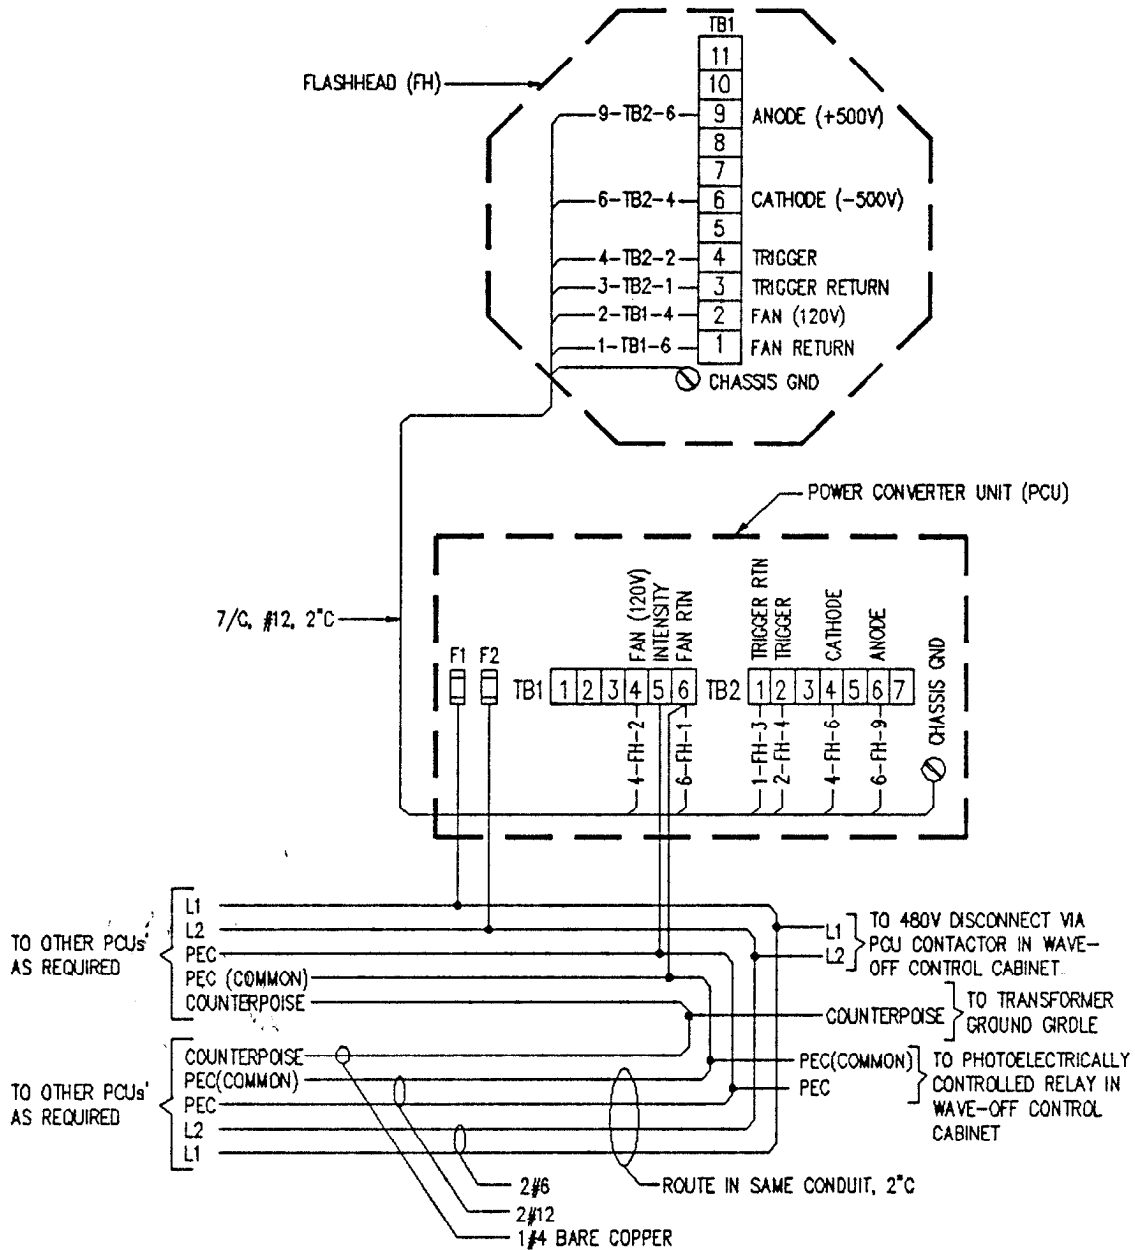 TB1
11
FLASHHEAD (FH)
10
9-TB2-6
9
ANODE (+500V)
8
7
6-TB2-4
6
CATHODE (-500V)
5
4-TB2-2
4
TRIGGER
3-TB2-1
3
TRIGGER RETURN
2-TB1-4
2
FAN (120V)
1-TB1-6
1
FAN RETURN
CHASSIS GND
POWER CONVERTER UNIT (PCU)
7/C, #12, 2"C
F1
F2
FAN (120V)
INTENSITY
FAN RTN
TRIGGER RTN
TRIGGER
CATHODE
ANODE
CHASSIS GND
TB1
1 2 3 4 5 6
TB2
1 2 3 4 5 6 7
4-FH-2
6-FH-1
1-FH-3
2-FH-4
4-FH-6
6-FH-9
TO OTHER PCUs'
AS REQUIRED
L1
L2
PEC
PEC (COMMON)
COUNTERPOISE
L1
L2
TO 480V DISCONNECT VIA
PCU CONTACTOR IN WAVE-
OFF CONTROL CABINET
COUNTERPOISE
TO TRANSFORMER
GROUND GIRDLE
PEC(COMMON)
PEC
TO PHOTOELECTRICALLY
CONTROLLED RELAY IN
WAVE-OFF CONTROL
CABINET
TO OTHER PCUs'
AS REQUIRED
COUNTERPOISE
PEC(COMMON)
PEC
L2
L1
2#6
2#12
1#4 BARE COPPER
ROUTE IN SAME CONDUIT, 2"C